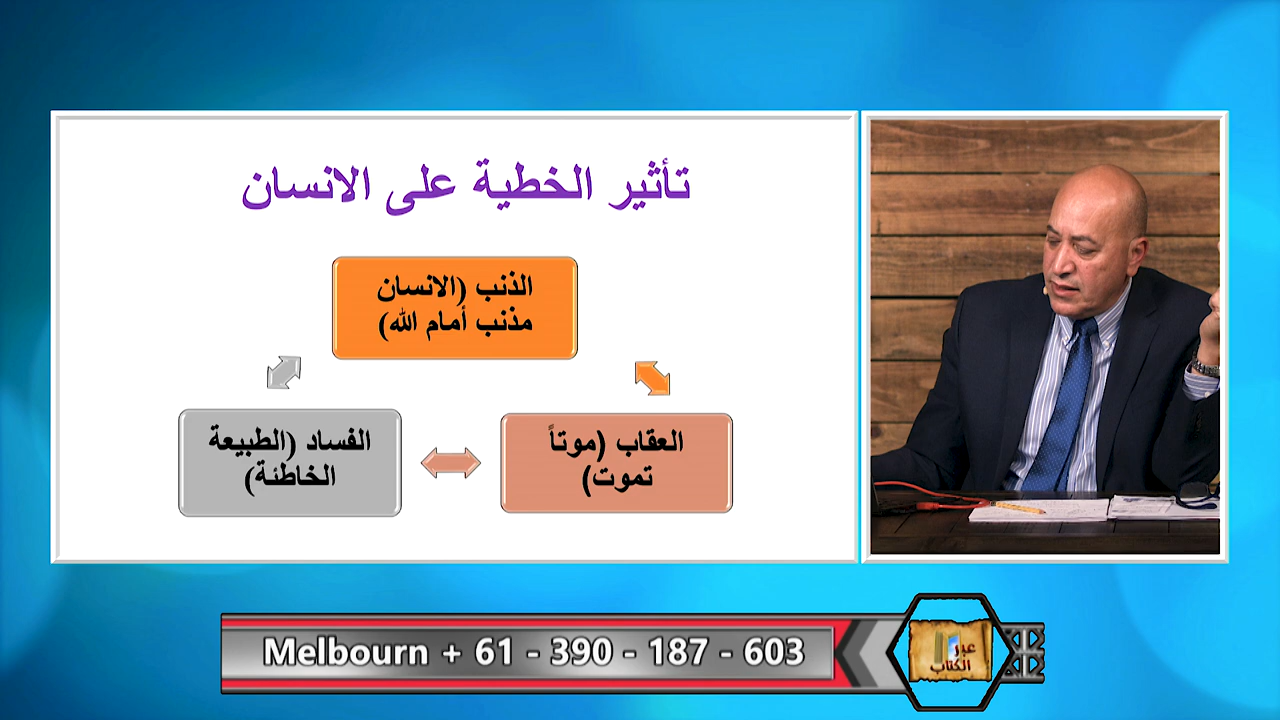 تأثير الخطية على الانسان
الذنب (الانسان
مذنب أمام الله)
الفساد (الطبيعة
الخاطئة)
العقاب (موتاً
تموت)
Melbourn + 61 - 390 - 187 - 603
عبر
الكتاب